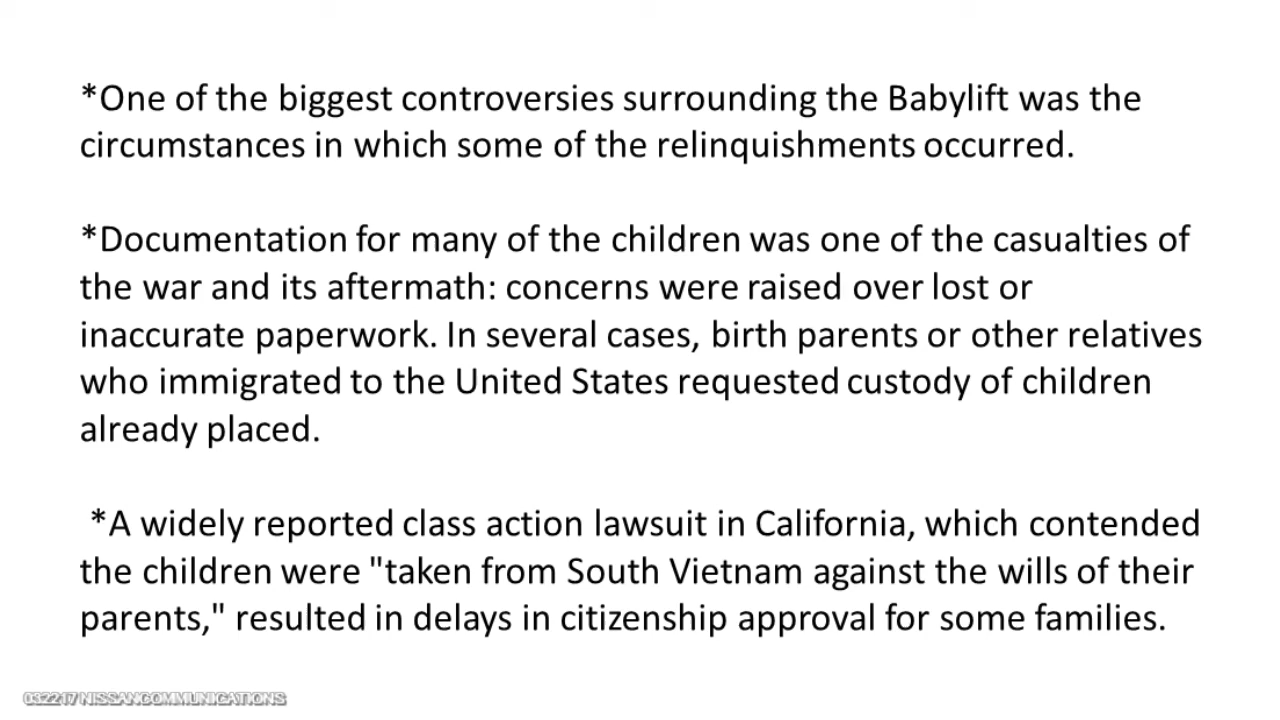 *One of the biggest controversies surrounding the Babylift was the
circumstances in which some of the relinquishments occurred.
*Documentation for many of the children was one of the casualties of
the war and its aftermath: concerns were raised over lost or
inaccurate paperwork. In several cases, birth parents or other relatives
who immigrated to the United States requested custody of children
already placed.
*A widely reported class action lawsuit in California, which contended
the children were "taken from South Vietnam against the wills of their
parents," resulted in delays in citizenship approval for some families.
032217 NISSANCOMMUNICATIONS